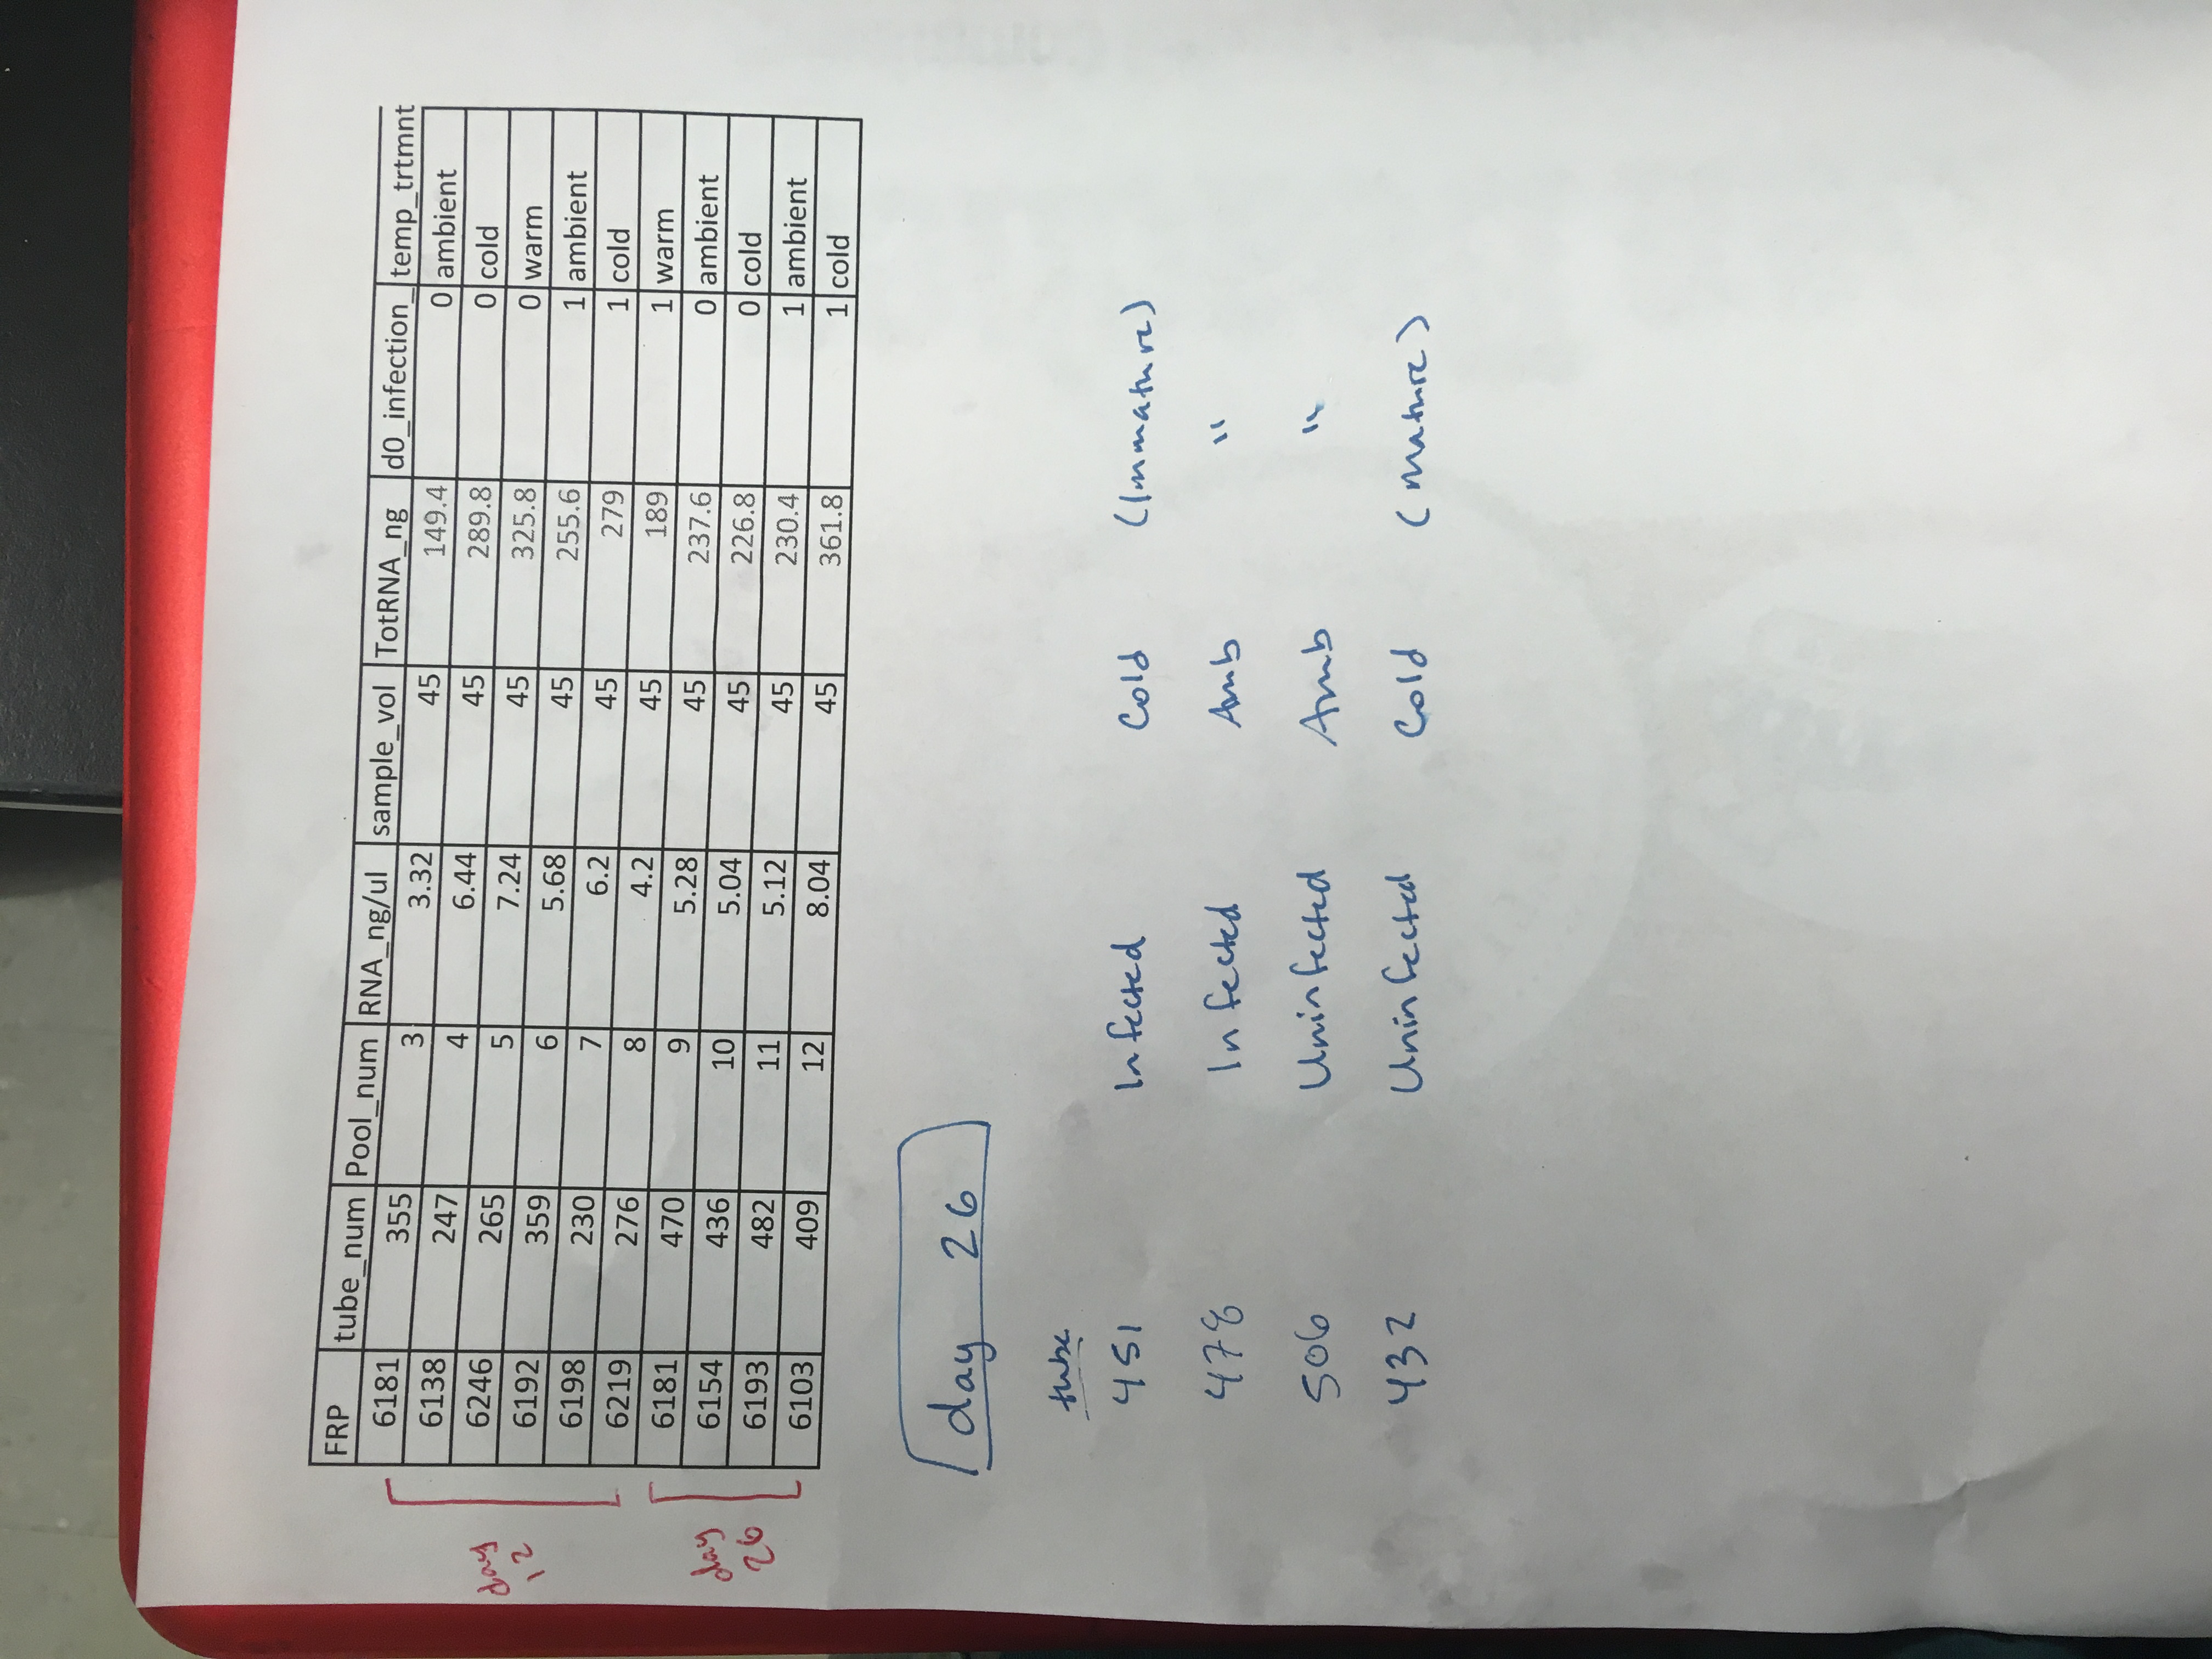 FRP tube_num Pool_num RNA_ng/ul sample_vol TotRNA_ng d0_infection_ temp_trtmnt
6181 355 3 3.32 45 149.4 0 ambient
6138 247 4 6.44 45 289.8 0 cold
6246 265 5 7.24 45 325.8 0 warm
6192 359 6 5.68 45 255.6 1 ambient
6198 230 7 6.2 45 279 1 cold
6219 276 8 4.2 45 189 1 warm
6181 470 9 5.28 45 237.6 0 ambient
6154 436 10 5.04 45 226.8 0 cold
6193 482 11 5.12 45 230.4 1 ambient
6103 409 12 8.04 45 361.8 1 cold
day
12
day
26
day 26
tube
451 Infected Cold (Immature)
478 Infected Amb "
506 Uninfected Amb "
432 Uninfected Cold (Mature)